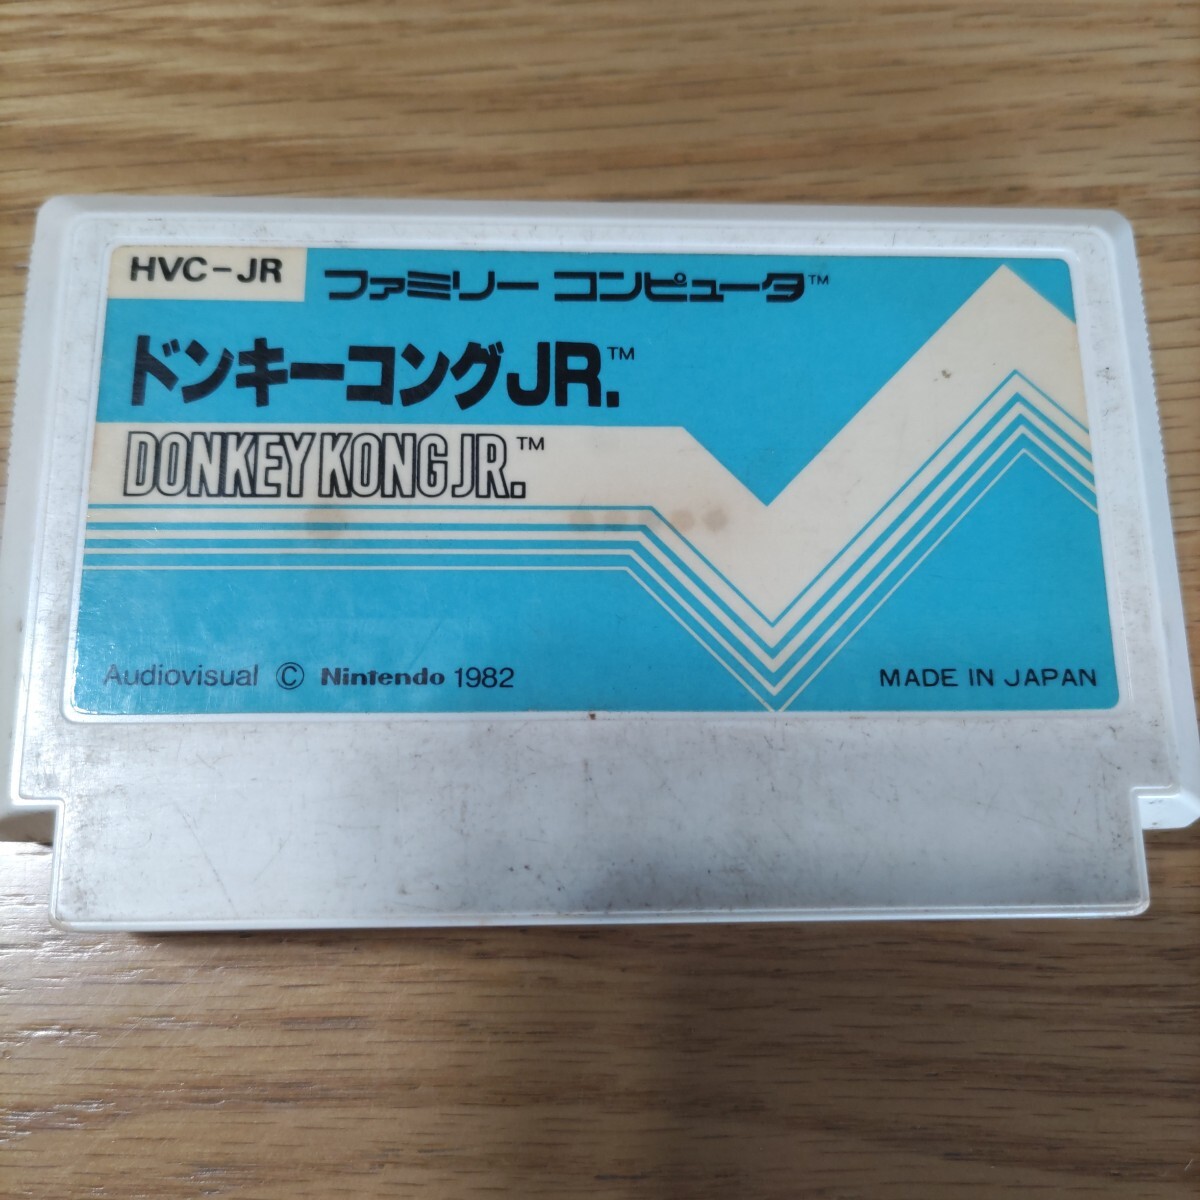 HVC-JR
ファミリー コンピュータ™
ドンキーコングJR.™
DONKEY KONG JR.™
Audiovisual © Nintendo 1982
MADE IN JAPAN